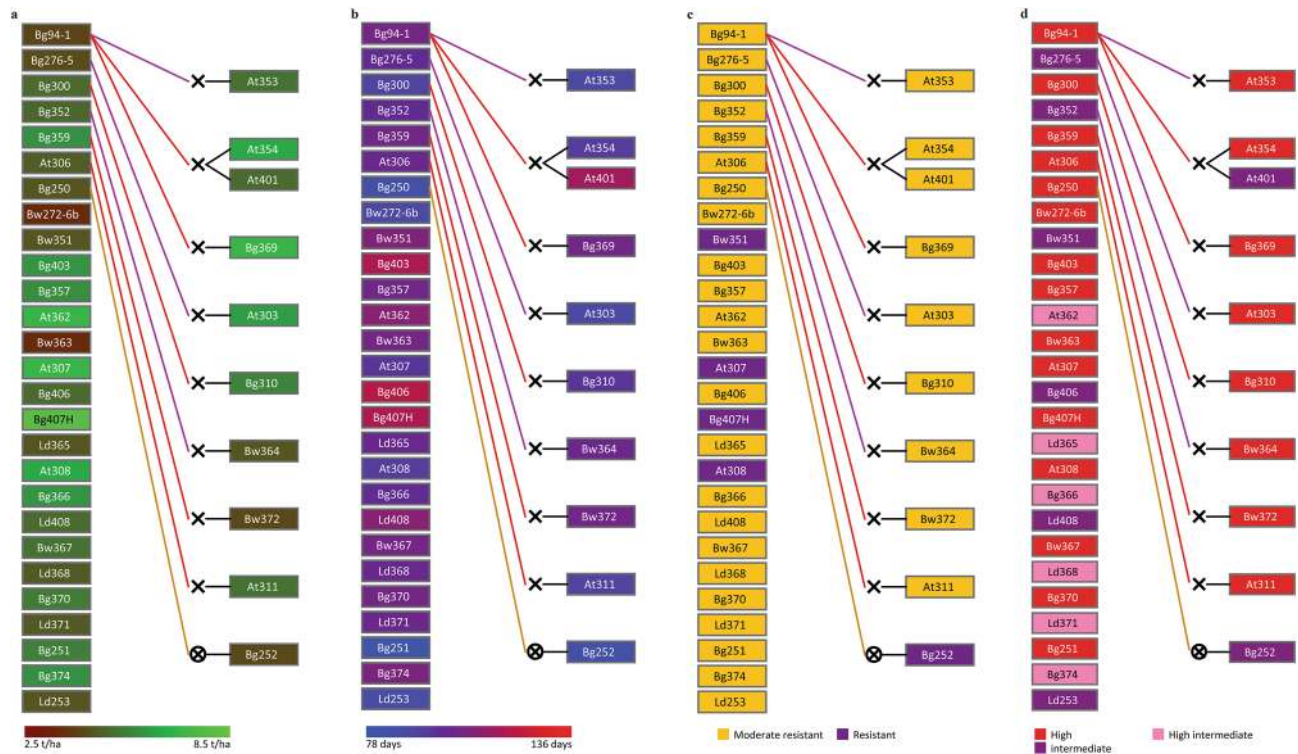 a
Bg94-1
Bg276-5
Bg300
Bg352
Bg359
At306
Bg250
Bw272-6b
Bw351
Bg403
Bg357
At362
Bw363
At307
Bg406
Bg407H
Ld365
At308
Bg366
Ld408
Bw367
Ld368
Bg370
Ld371
Bg251
Bg374
Ld253
At353
At354
At401
Bg369
At303
Bg310
Bw364
Bw372
At311
Bg252
2.5 t/ha 8.5 t/ha
b
Bg94-1
Bg276-5
Bg300
Bg352
Bg359
At306
Bg250
Bw272-6b
Bw351
Bg403
Bg357
At362
Bw363
At307
Bg406
Bg407H
Ld365
At308
Bg366
Ld408
Bw367
Ld368
Bg370
Ld371
Bg251
Bg374
Ld253
At353
At354
At401
Bg369
At303
Bg310
Bw364
Bw372
At311
Bg252
78 days 136 days
c
Bg94-1
Bg276-5
Bg300
Bg352
Bg359
At306
Bg250
Bw272-6b
Bw351
Bg403
Bg357
At362
Bw363
At307
Bg406
Bg407H
Ld365
At308
Bg366
Ld408
Bw367
Ld368
Bg370
Ld371
Bg251
Bg374
Ld253
At353
At354
At401
Bg369
At303
Bg310
Bw364
Bw372
At311
Bg252
Moderate resistant Resistant
d
Bg94-1
Bg276-5
Bg300
Bg352
Bg359
At306
Bg250
Bw272-6b
Bw351
Bg403
Bg357
At362
Bw363
At307
Bg406
Bg407H
Ld365
At308
Bg366
Ld408
Bw367
Ld368
Bg370
Ld371
Bg251
Bg374
Ld253
At353
At354
At401
Bg369
At303
Bg310
Bw364
Bw372
At311
Bg252
High High intermediate
intermediate